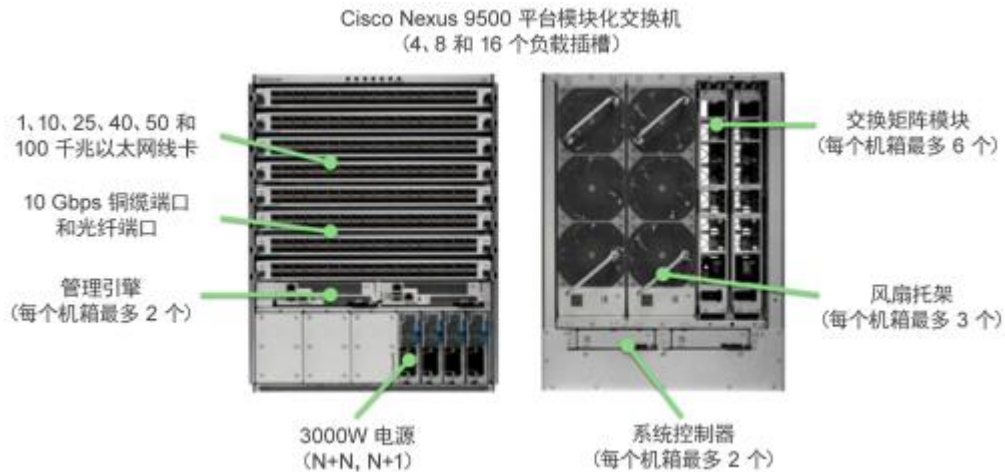 Cisco Nexus 9500 平台模块化交换机
（4、8 和 16 个负载插槽）
1、10、25、40、50 和
100 千兆以太网线卡
10 Gbps 铜缆端口
和光纤端口
管理引擎
（每个机箱最多 2 个）
3000W 电源
（N+N, N+1）
交换矩阵模块
（每个机箱最多 6 个）
风扇托架
（每个机箱最多 3 个）
系统控制器
（每个机箱最多 2 个）